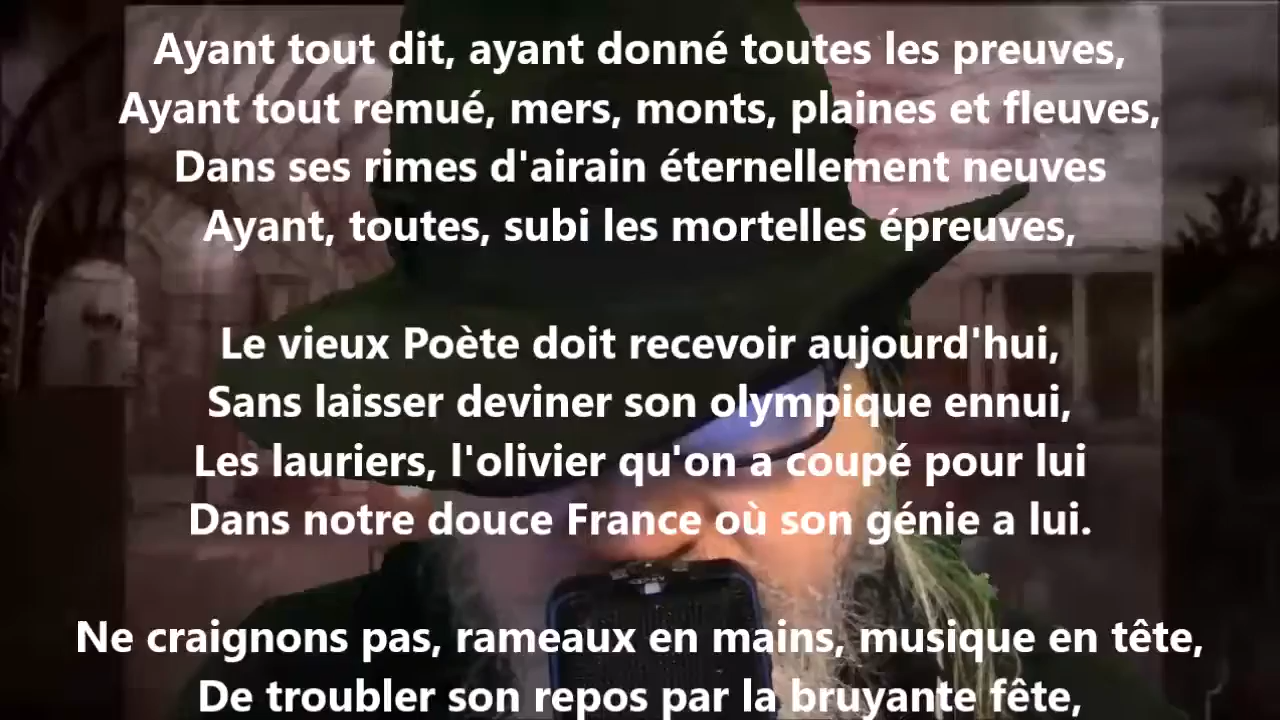 Ayant tout dit, ayant donné toutes les preuves,
Ayant tout remué, mers, monts, plaines et fleuves,
Dans ses rimes d'airain éternellement neuves
Ayant, toutes, subi les mortelles épreuves,
Le vieux Poète doit recevoir aujourd'hui,
Sans laisser deviner son olympique ennui,
Les lauriers, l'olivier qu'on a coupé pour lui
Dans notre douce France où son génie a lui.
Ne craignons pas, rameaux en mains, musique en tête,
De troubler son repos par la bruyante fête,